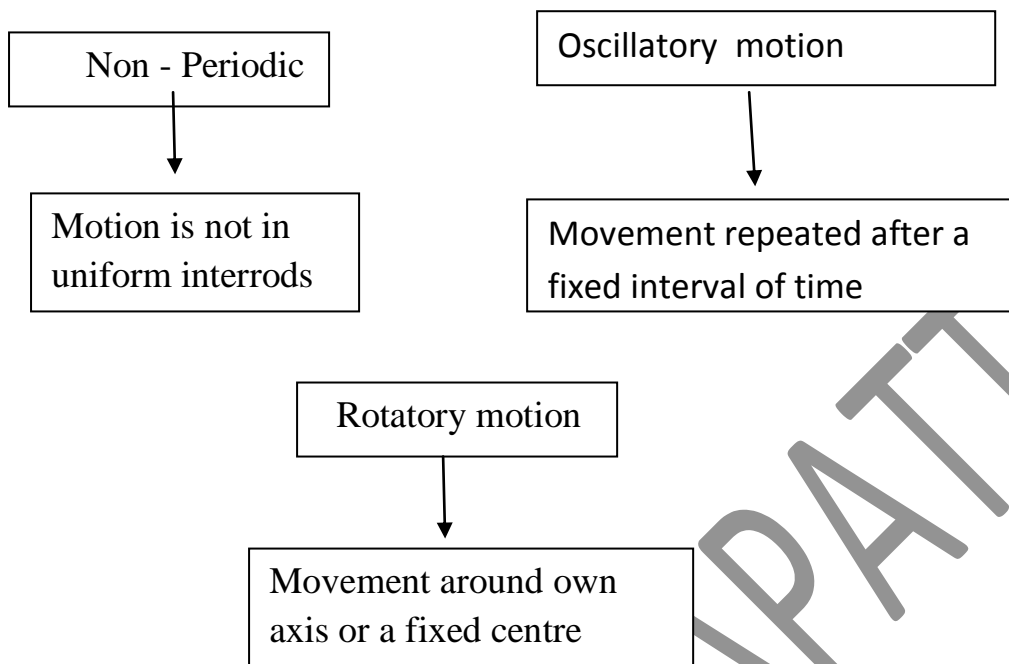 Non - Periodic
Oscillatory motion
Motion is not in
uniform interrods
Movement repeated after a
fixed interval of time
Rotatory motion
Movement around own
axis or a fixed centre